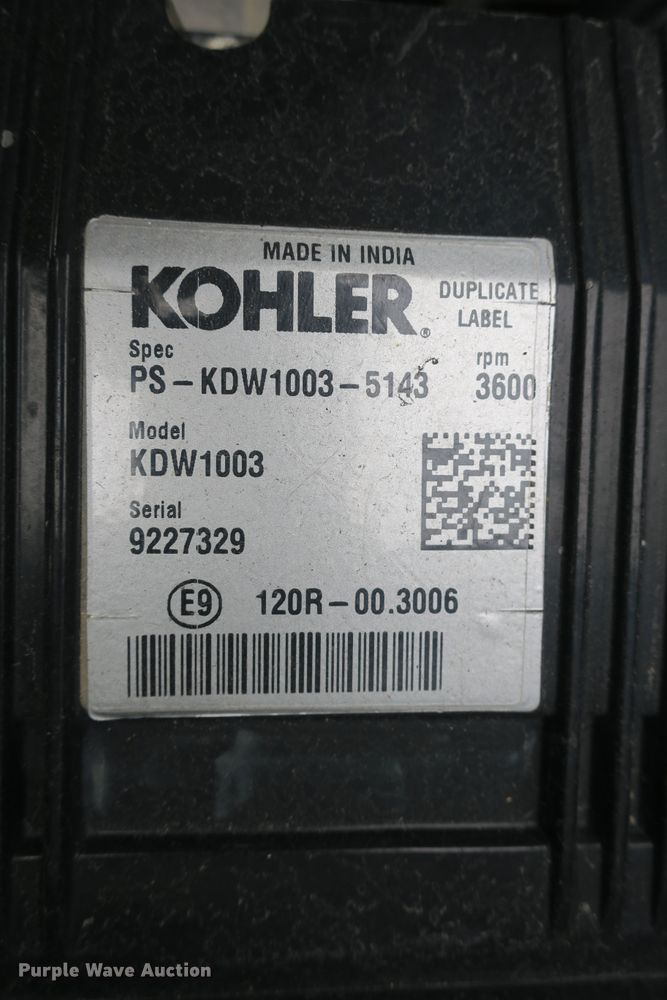 MADE IN INDIA
KOHLER®
DUPLICATE
LABEL
Spec
PS-KDW1003-5143
rpm
3600
Model
KDW1003
Serial
9227329
E9 120R-00.3006
Purple Wave Auction